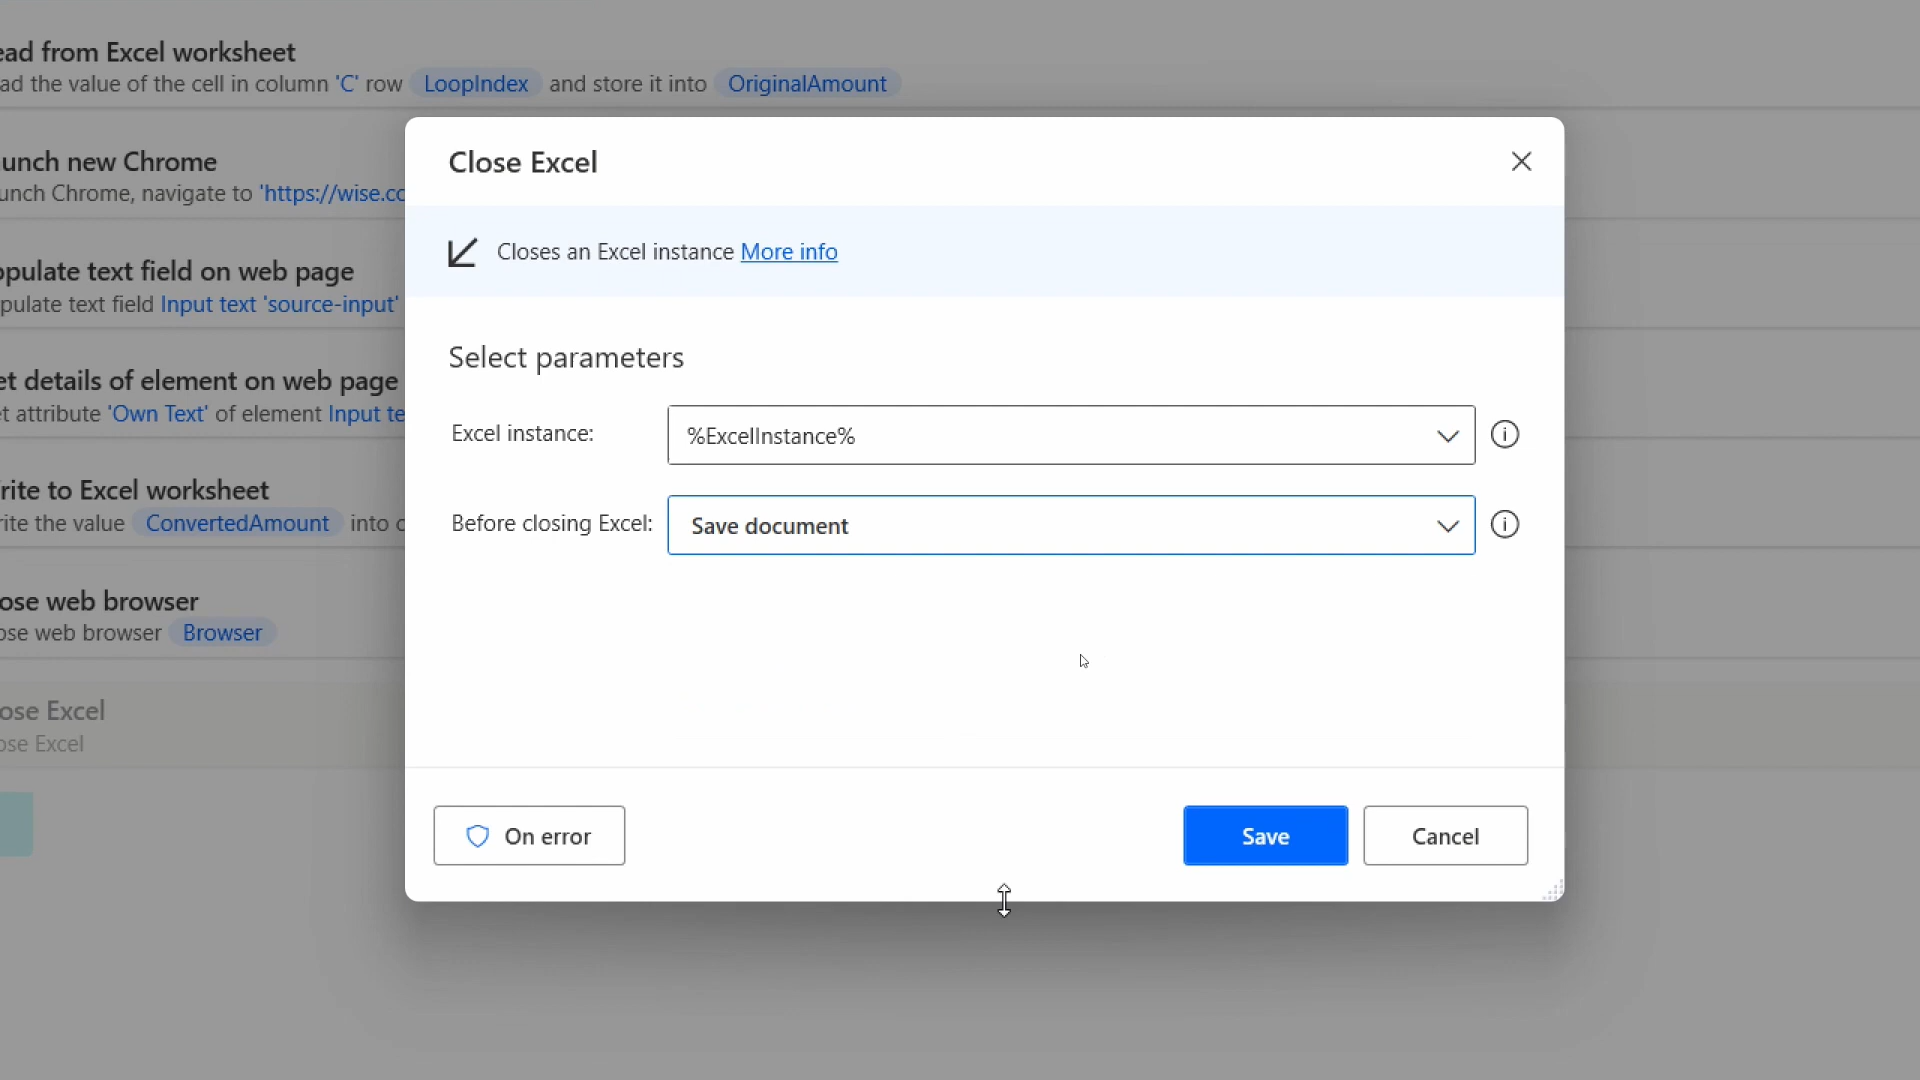 ead from Excel worksheet
ad the value of the cell in column 'C' row LoopIndex and store it into OriginalAmount
unch new Chrome
unch Chrome, navigate to 'https://wise.co
opulate text field on web page
pulate text field Input text 'source-input'
et details of element on web page
t attribute 'Own Text' of element Input te
rite to Excel worksheet
rite the value ConvertedAmount into c
ose web browser
ose web browser Browser
ose Excel
ose Excel
Close Excel
Closes an Excel instance More info
Select parameters
Excel instance: %ExcelInstance%
Before closing Excel: Save document
On error Save Cancel